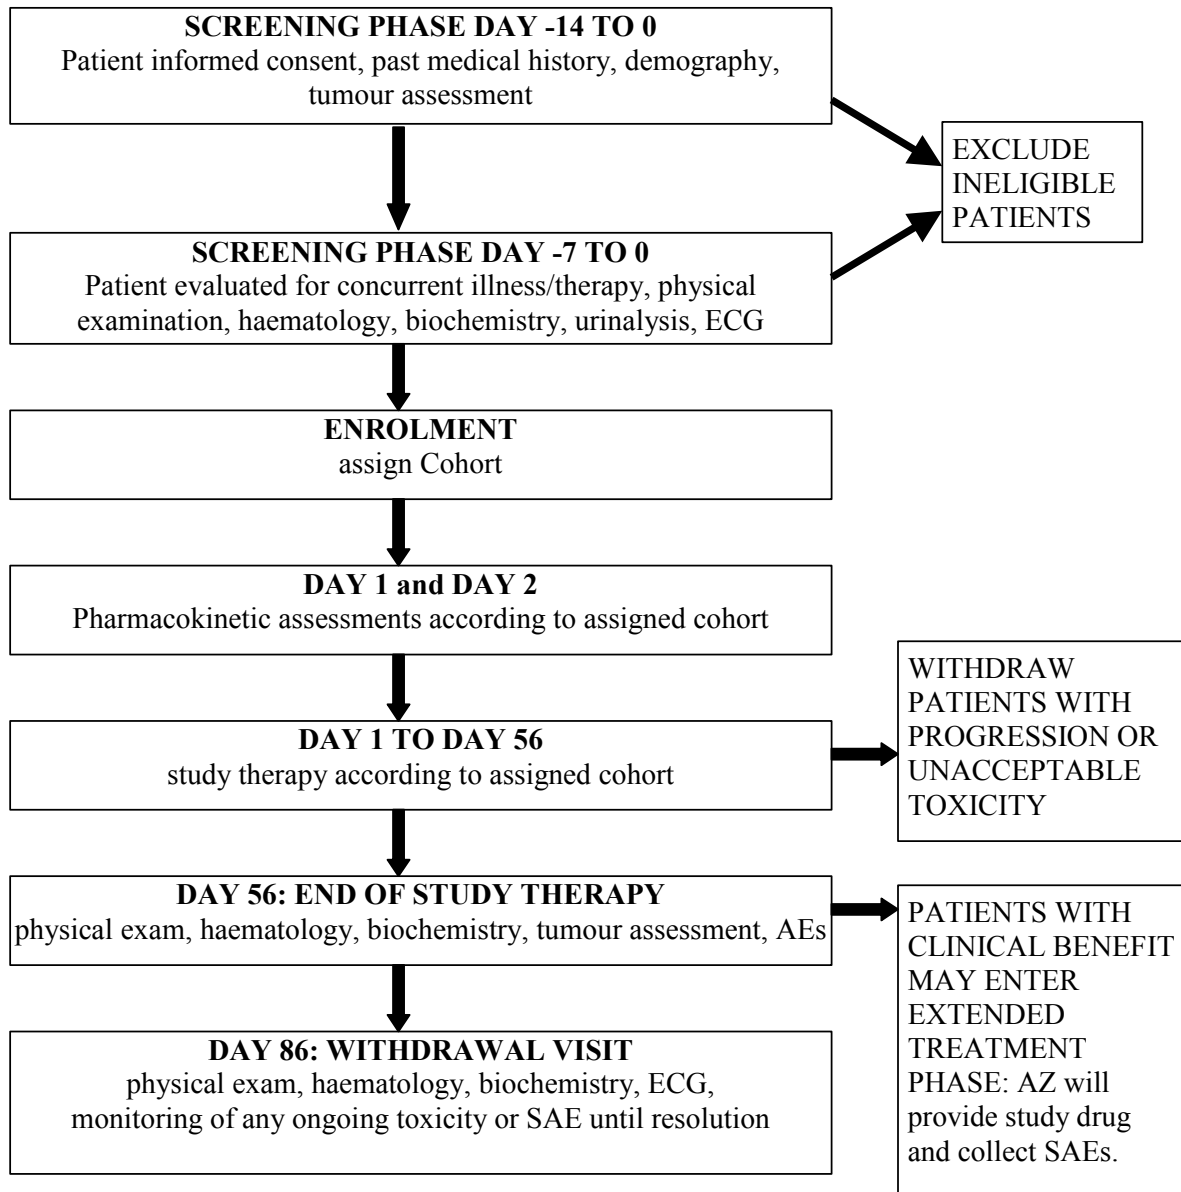 SCREENING PHASE DAY -14 TO 0
Patient informed consent, past medical history, demography,
tumour assessment
EXCLUDE
INELIGIBLE
PATIENTS
SCREENING PHASE DAY -7 TO 0
Patient evaluated for concurrent illness/therapy, physical
examination, haematology, biochemistry, urinalysis, ECG
ENROLMENT
assign Cohort
DAY 1 and DAY 2
Pharmacokinetic assessments according to assigned cohort
DAY 1 TO DAY 56
study therapy according to assigned cohort
WITHDRAW
PATIENTS WITH
PROGRESSION OR
UNACCEPTABLE
TOXICITY
DAY 56: END OF STUDY THERAPY
physical exam, haematology, biochemistry, tumour assessment, AEs
PATIENTS WITH
CLINICAL BENEFIT
MAY ENTER
EXTENDED
TREATMENT
PHASE: AZ will
provide study drug
and collect SAEs.
DAY 86: WITHDRAWAL VISIT
physical exam, haematology, biochemistry, ECG,
monitoring of any ongoing toxicity or SAE until resolution